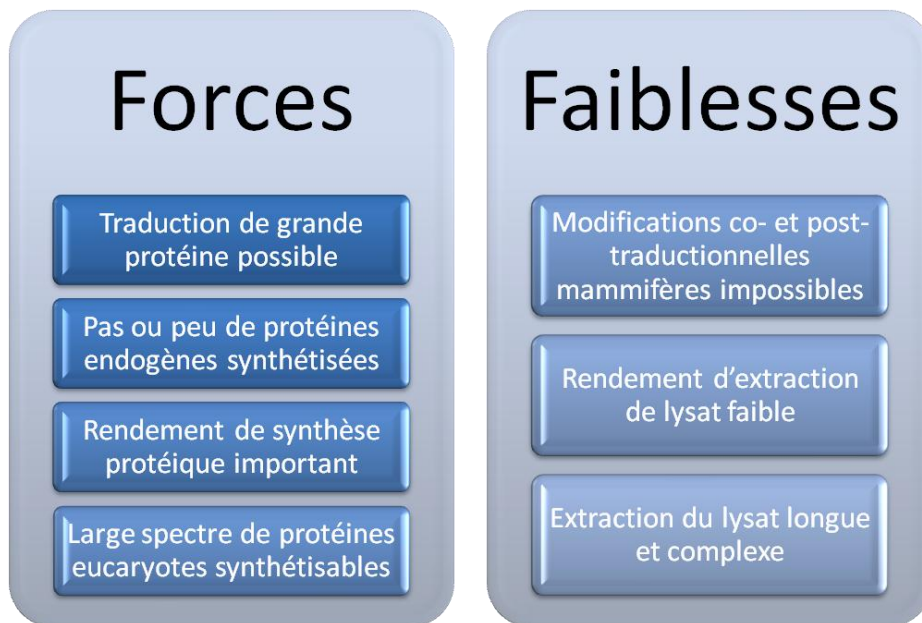 Forces
Traduction de grande
protéine possible
Pas ou peu de protéines
endogènes synthétisées
Rendement de synthèse
protéique important
Large spectre de protéines
eucaryotes synthétisables
Faiblesses
Modifications co- et post-
traductionnelles
mammifères impossibles
Rendement d'extraction
de lysat faible
Extraction du lysat longue
et complexe